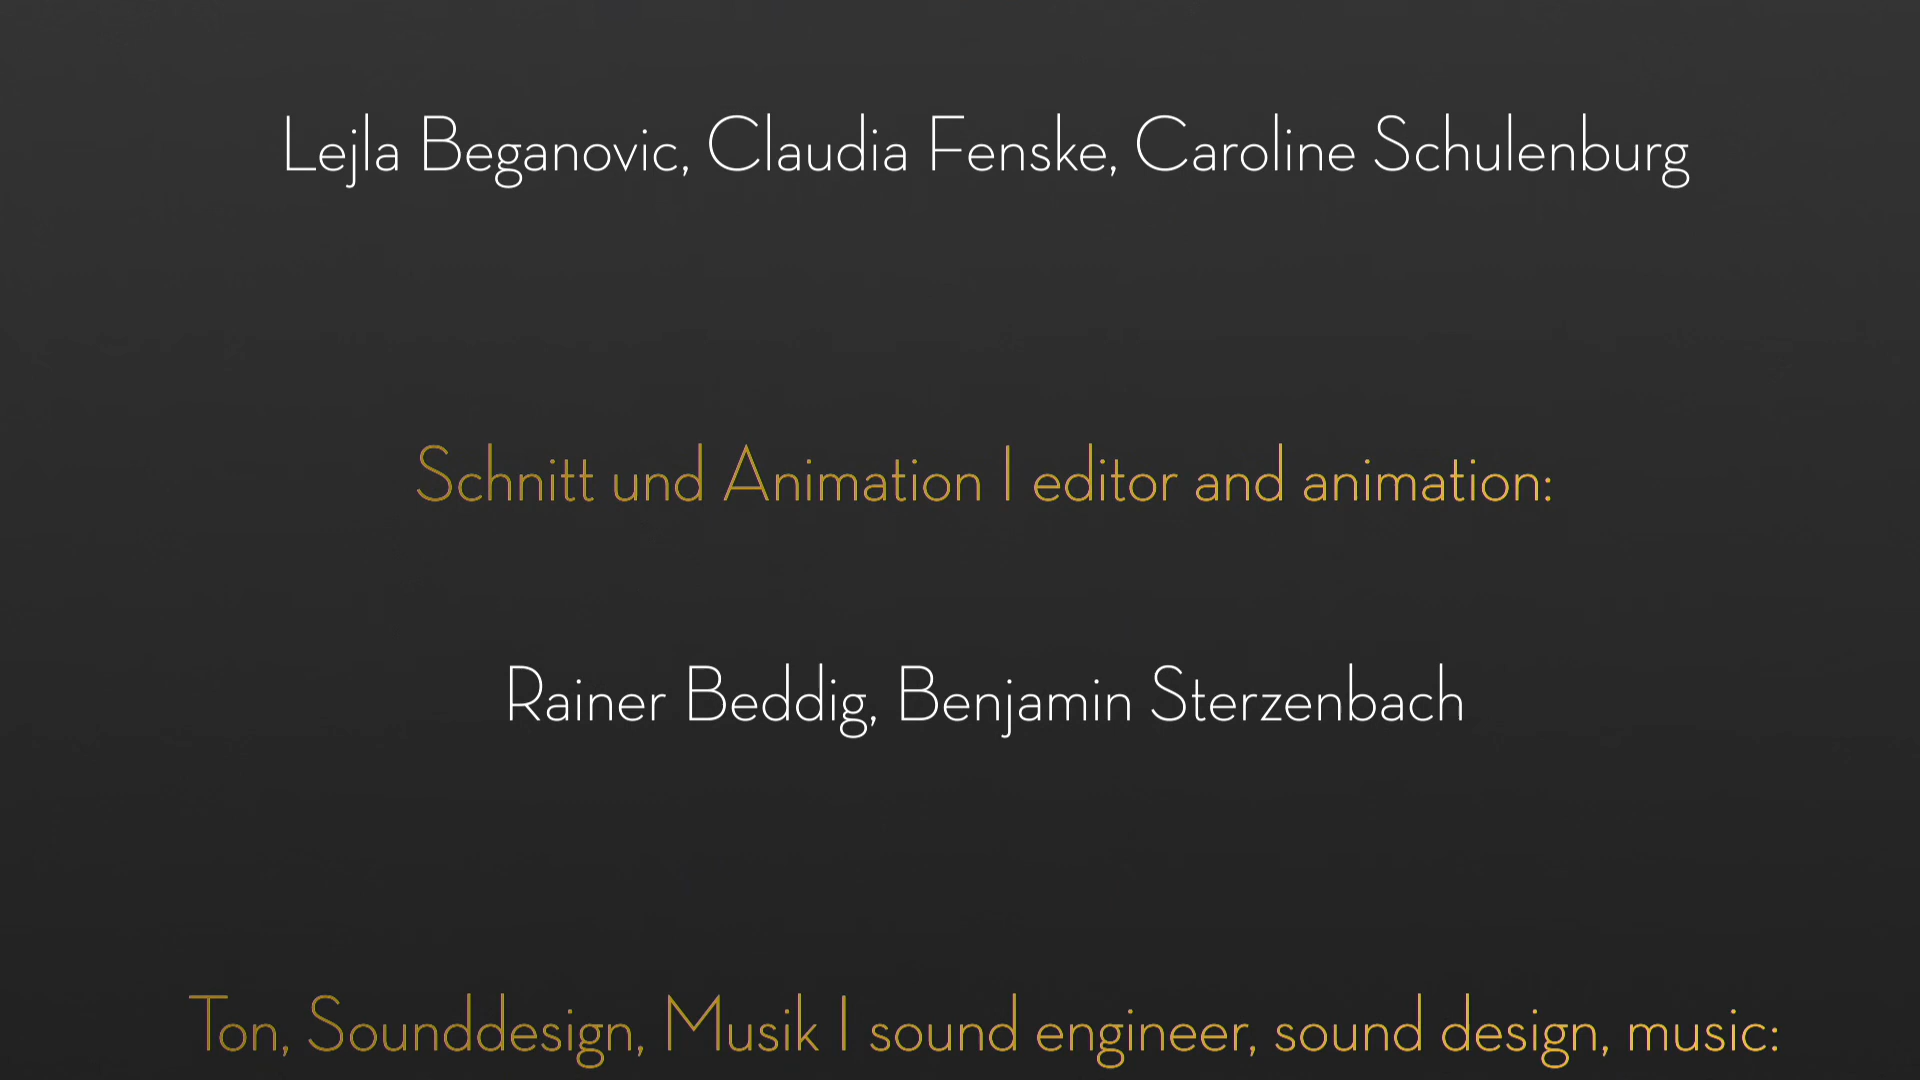 Lejla Beganovic, Claudia Fenske, Caroline Schulenburg
Schnitt und Animation | editor and animation:
Rainer Beddig, Benjamin Sterzenbach
Ton, Sounddesign, Musik | sound engineer, sound design, music: